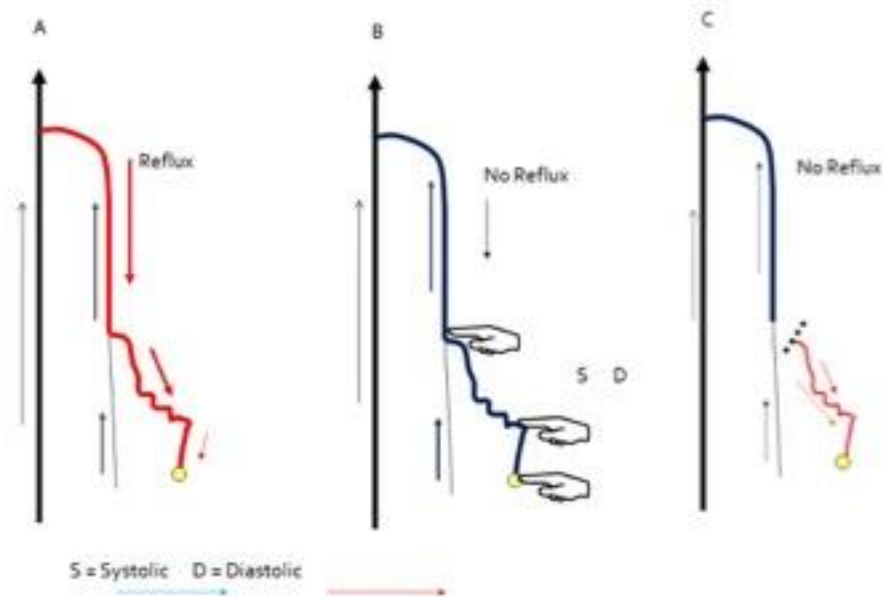 A
B
C
Reflux
No Reflux
No Reflux
S D
S = Systolic D = Diastolic